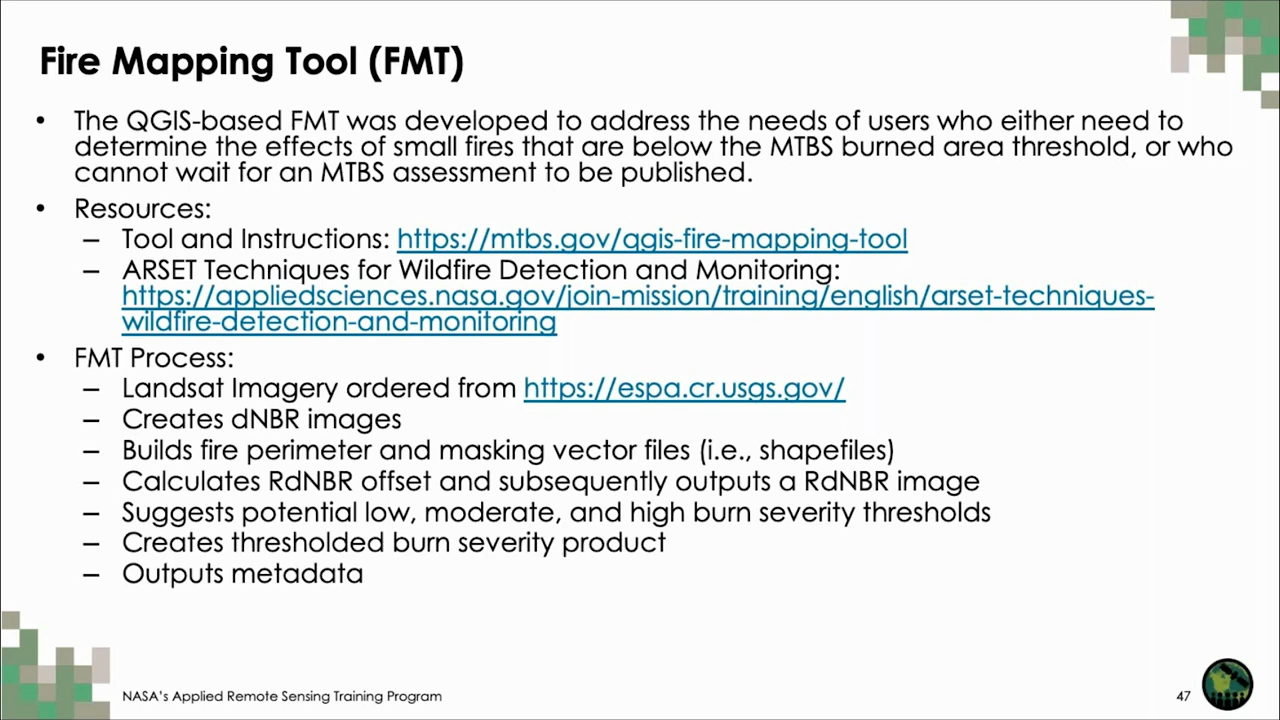 Fire Mapping Tool (FMT)
• The QGIS-based FMT was developed to address the needs of users who either need to
determine the effects of small fires that are below the MTBS burned area threshold, or who
cannot wait for an MTBS assessment to be published.
• Resources:
– Tool and Instructions: https://mtbs.gov/qgis-fire-mapping-tool
– ARSET Techniques for Wildfire Detection and Monitoring:
https://appliedsciences.nasa.gov/join-mission/training/english/arset-techniques-
wildfire-detection-and-monitoring
• FMT Process:
– Landsat Imagery ordered from https://espa.cr.usgs.gov/
– Creates dNBR images
– Builds fire perimeter and masking vector files (i.e., shapefiles)
– Calculates RdNBR offset and subsequently outputs a RdNBR image
– Suggests potential low, moderate, and high burn severity thresholds
– Creates thresholded burn severity product
– Outputs metadata
NASA's Applied Remote Sensing Training Program
47